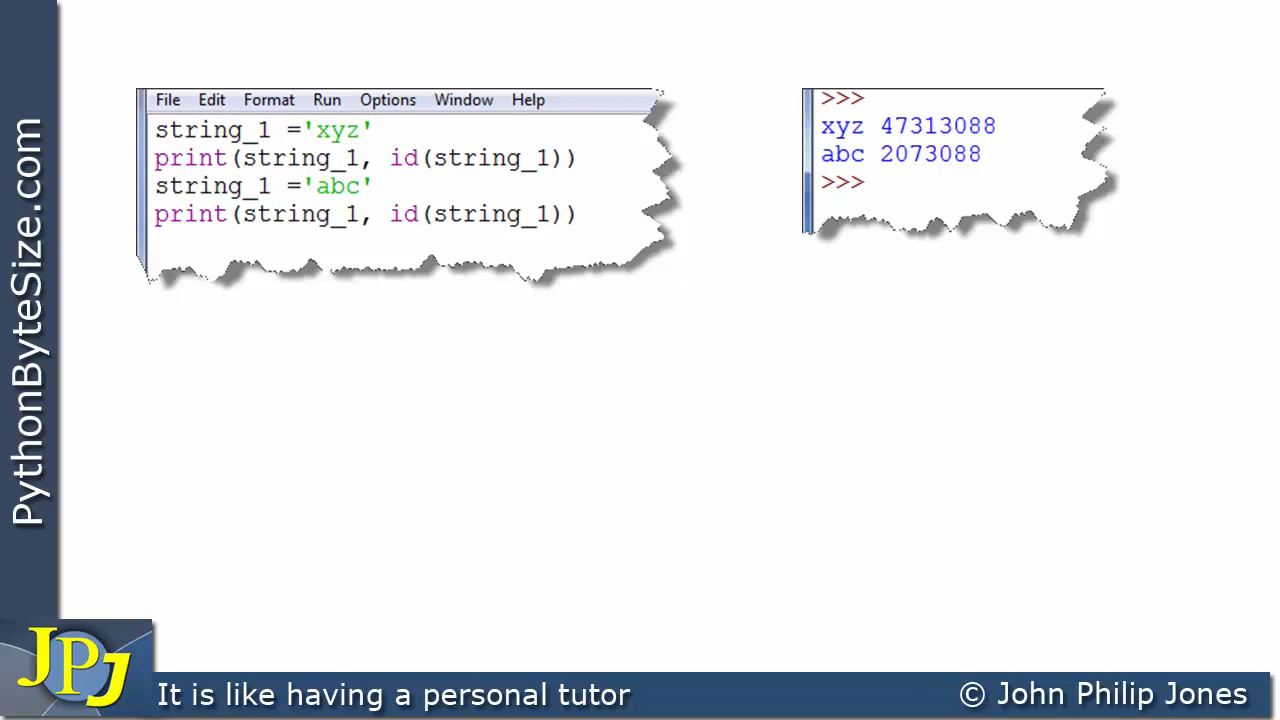 PythonByteSize.com
File Edit Format Run Options Window Help
string_1 ='xyz'
print(string_1, id(string_1))
string_1 ='abc'
print(string_1, id(string_1))
>>>
xyz 47313088
abc 2073088
>>>
JPJ
It is like having a personal tutor
© John Philip Jones